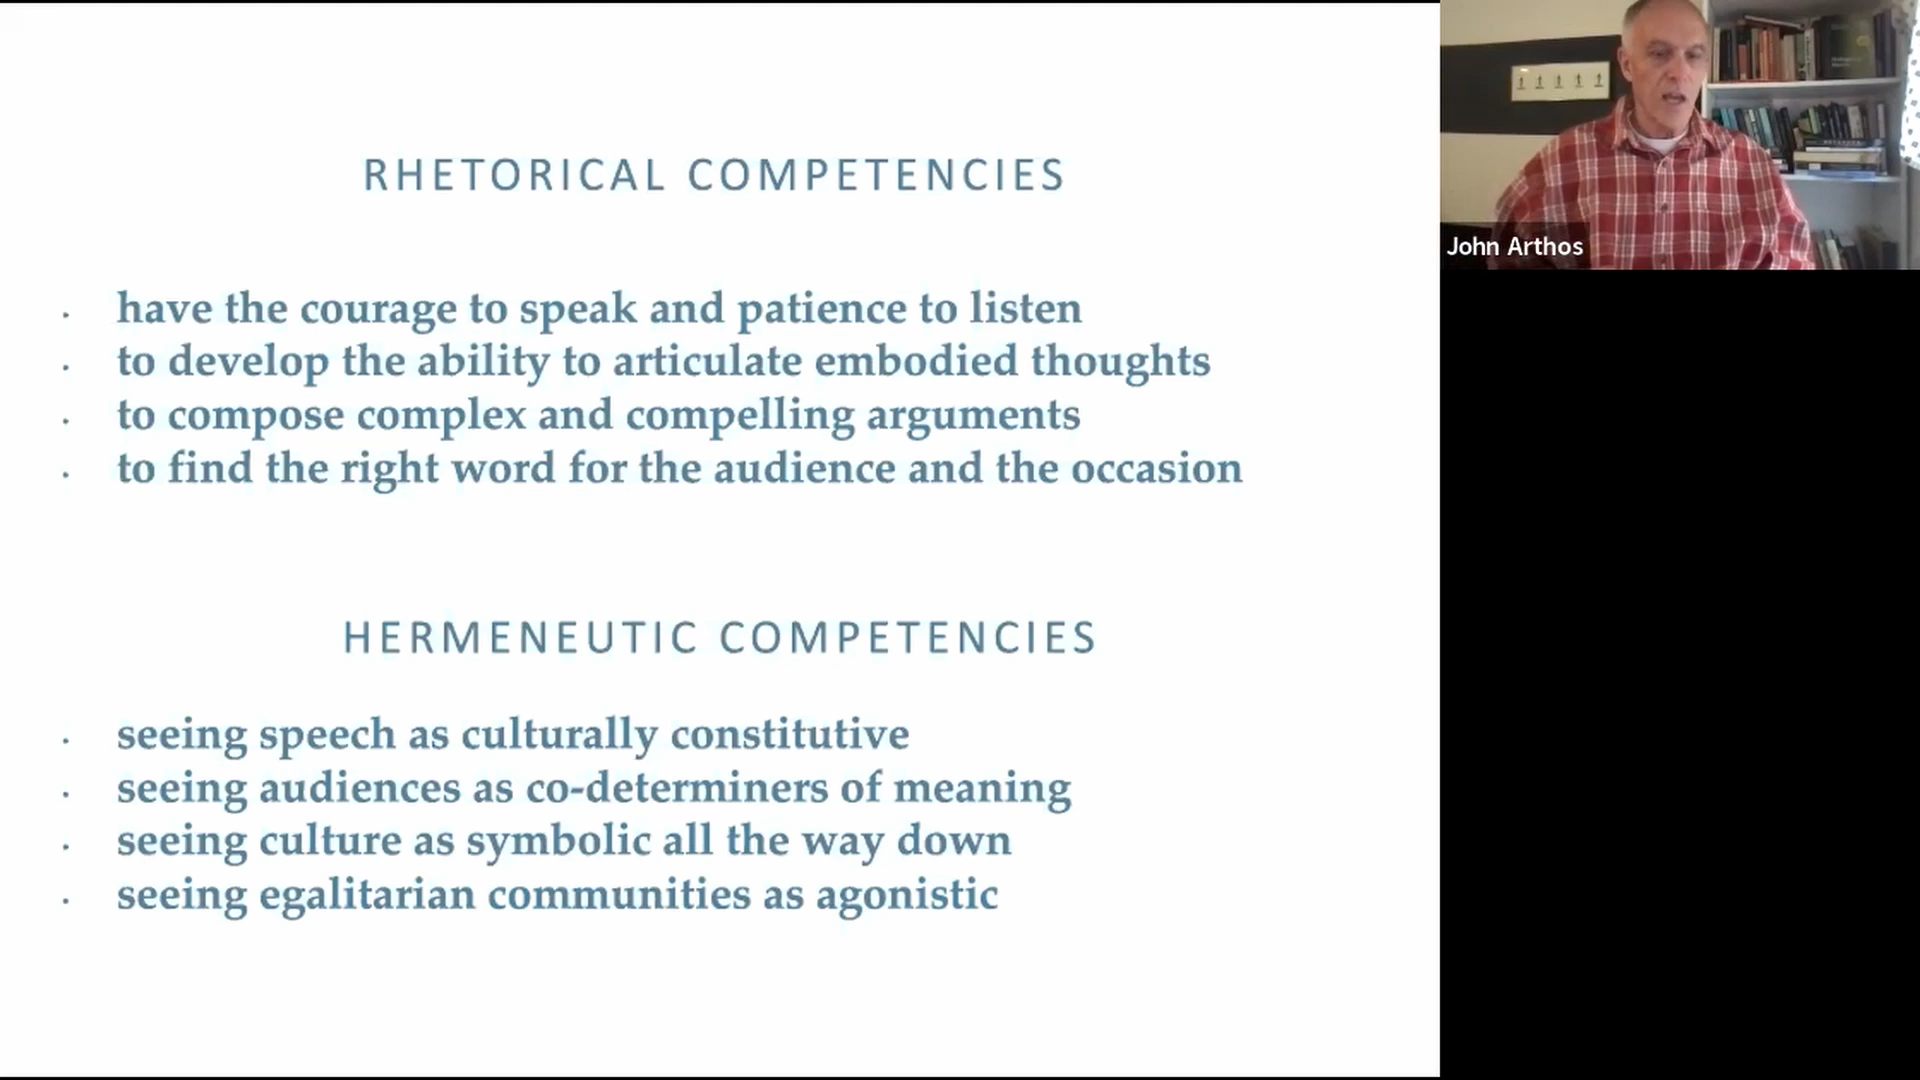 RHETORICAL COMPETENCIES
· have the courage to speak and patience to listen
· to develop the ability to articulate embodied thoughts
· to compose complex and compelling arguments
· to find the right word for the audience and the occasion
HERMENEUTIC COMPETENCIES
· seeing speech as culturally constitutive
· seeing audiences as co-determiners of meaning
· seeing culture as symbolic all the way down
· seeing egalitarian communities as agonistic
John Arthos